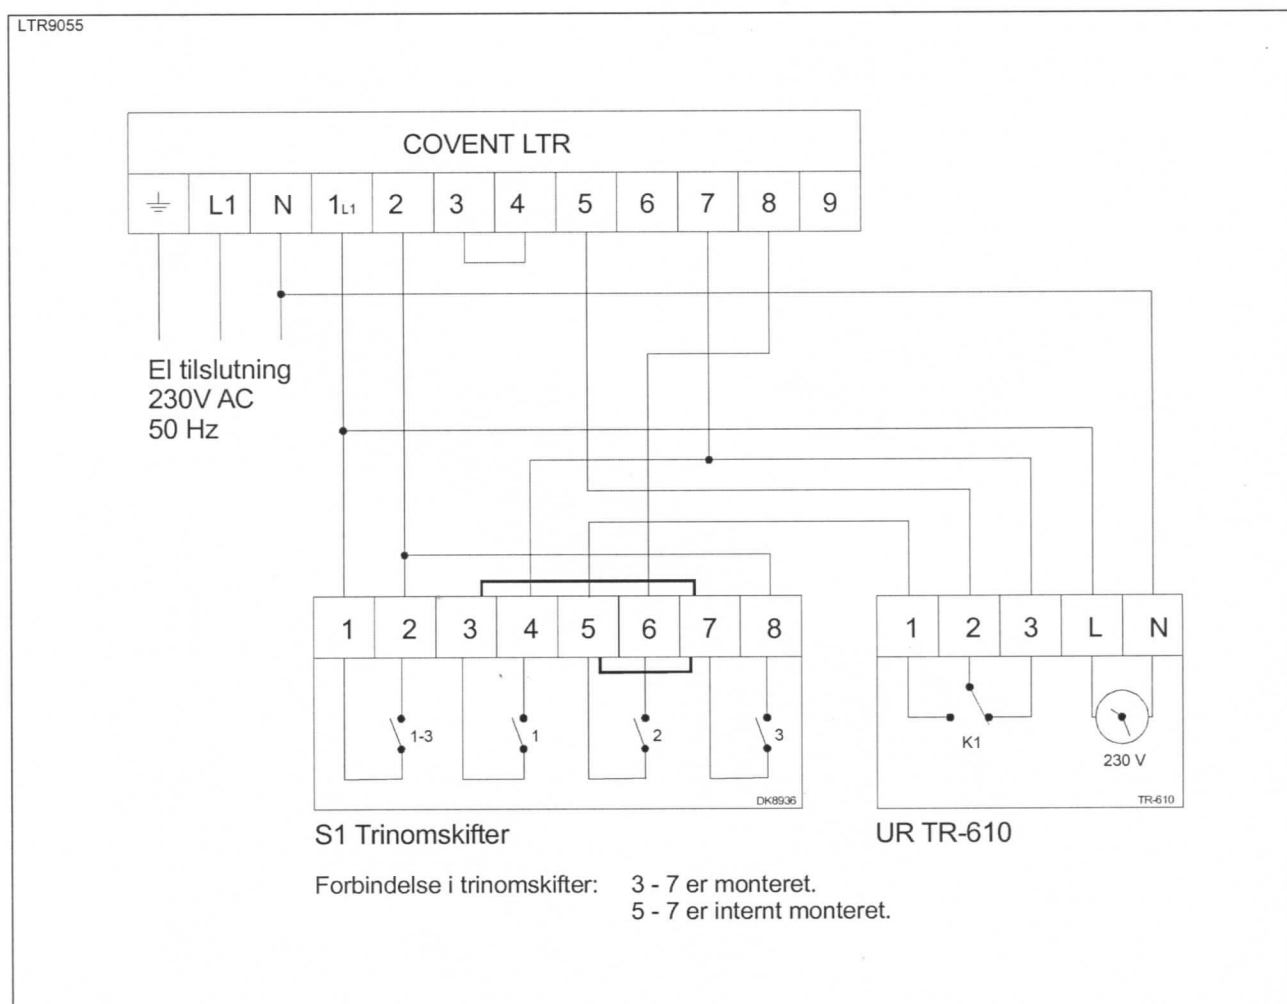 LTR9055
COVENT LTR
L1 N 1L1 2 3 4 5 6 7 8 9
El tilslutning
230V AC
50 Hz
1 2 3 4 5 6 7 8
1 2 3 L N
1-3 1 2 3
K1
230 V
DK8936
TR-610
S1 Trinomskifter
UR TR-610
Forbindelse i trinomskifter: 3 - 7 er monteret.
5 - 7 er internt monteret.